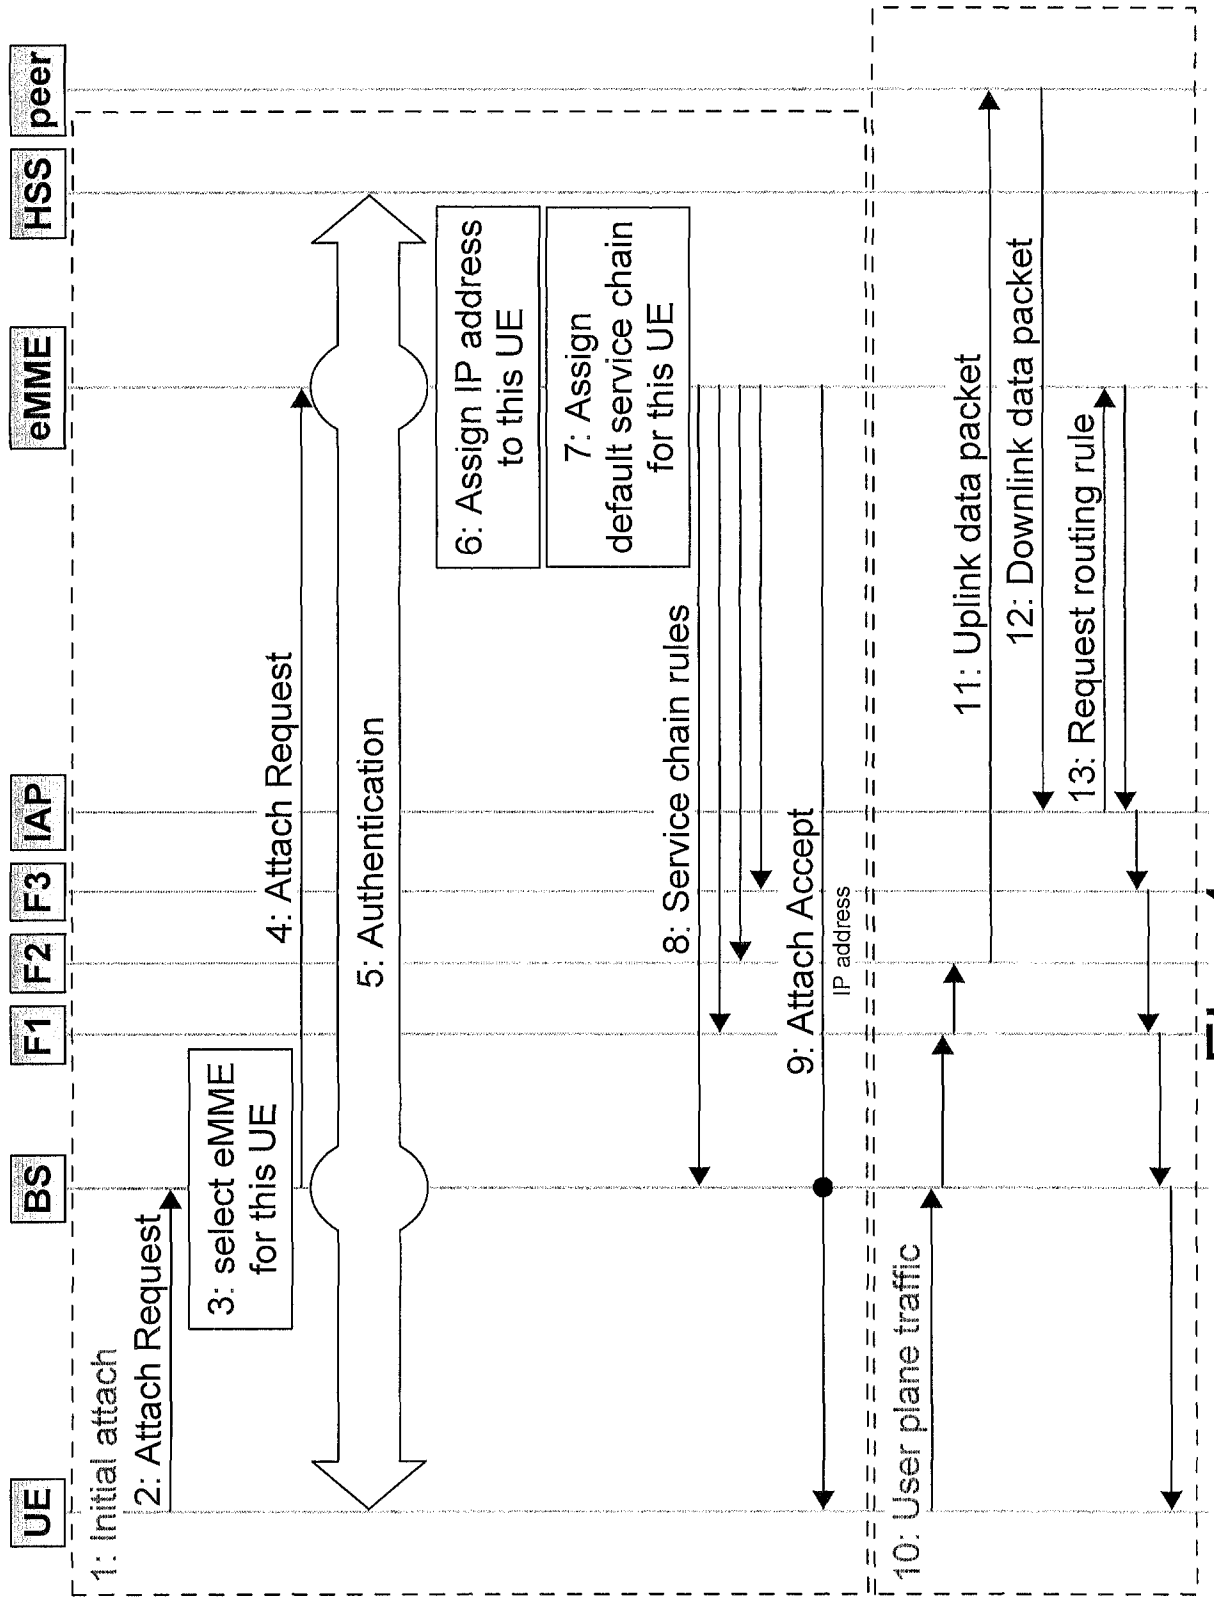 UE BS F1 F2 F3 IAP eMME HSS peer
1: Initial attach
2: Attach Request
3: select eMME
for this UE
4: Attach Request
5: Authentication
6: Assign IP address
to this UE
7: Assign
default service chain
for this UE
8: Service chain rules
9: Attach Accept
IP address
10: User plane traffic
11: Uplink data packet
12: Downlink data packet
13: Request routing rule